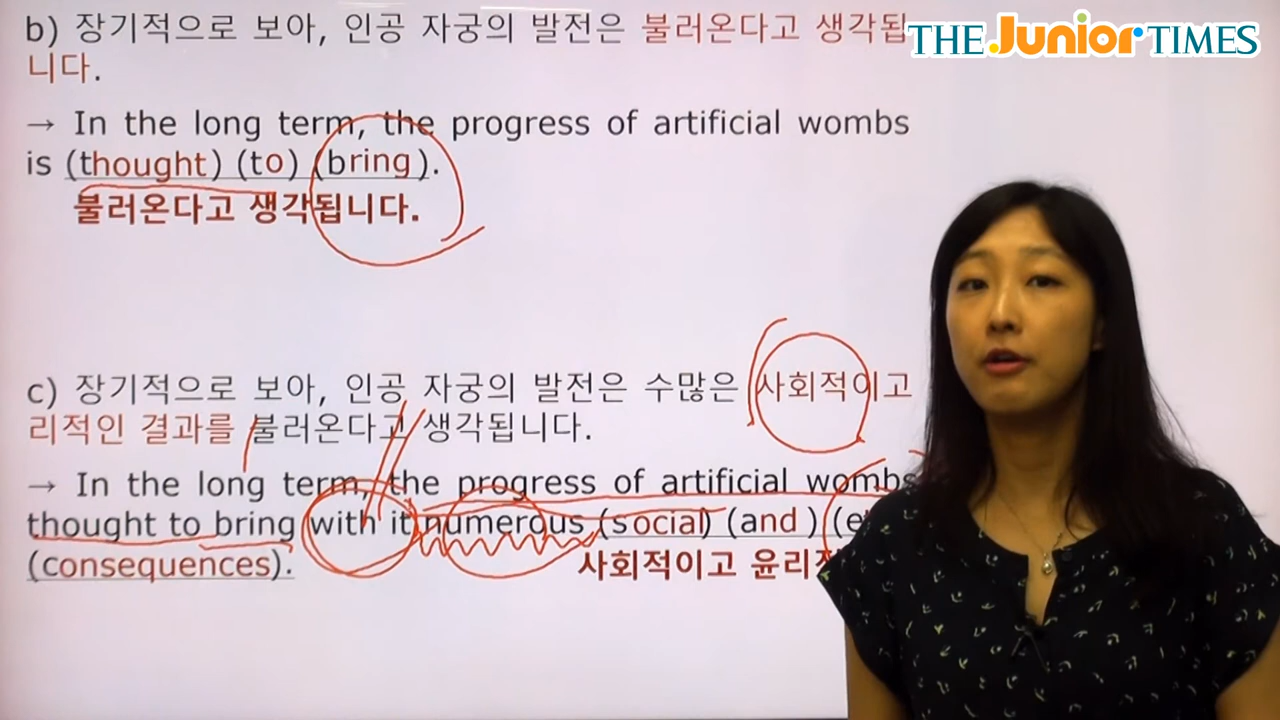 THE Junior TIMES
b) 장기적으로 보아, 인공 자궁의 발전은 불러온다고 생각됩
니다.
→ In the long term, the progress of artificial wombs
is (thought) (to) (bring).
불러온다고 생각됩니다.
c) 장기적으로 보아, 인공 자궁의 발전은 수많은 사회적이고
리적인 결과를 불러온다고 생각됩니다.
→ In the long term, the progress of artificial wombs
thought to bring with it numerous (social) (and )
(consequences).
사회적이고